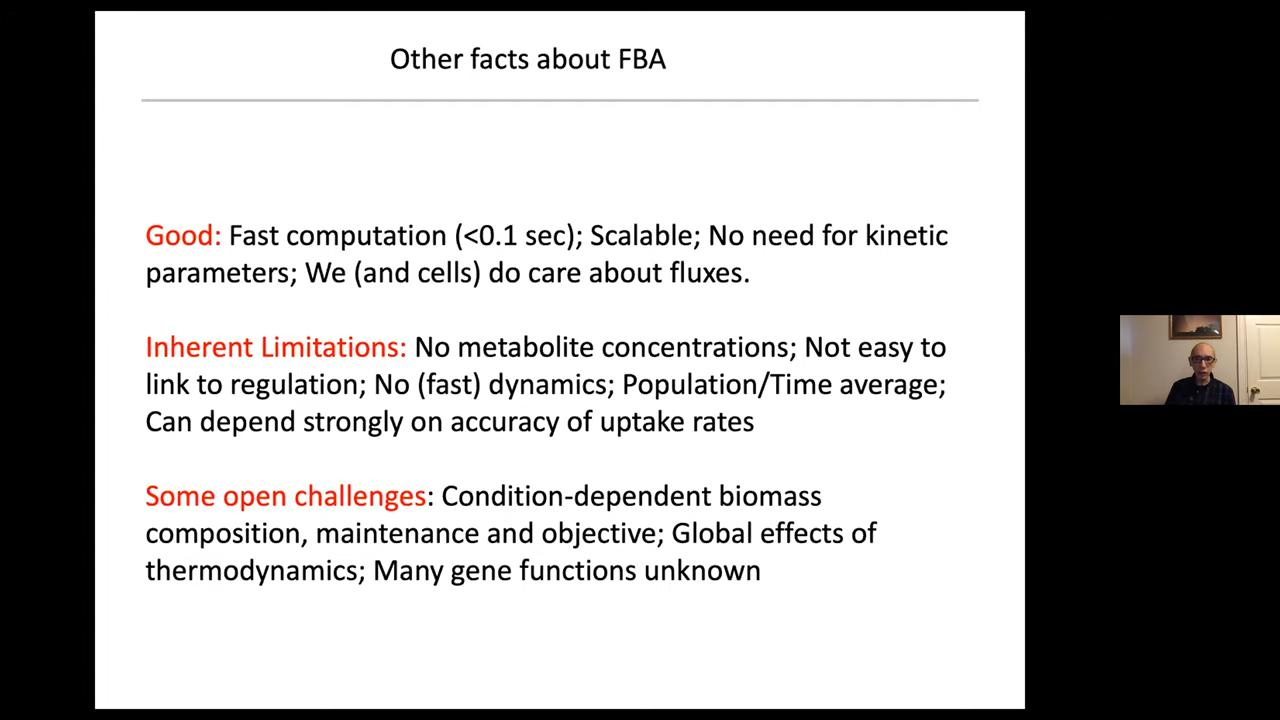 Other facts about FBA
Good: Fast computation (<0.1 sec); Scalable; No need for kinetic
parameters; We (and cells) do care about fluxes.
Inherent Limitations: No metabolite concentrations; Not easy to
link to regulation; No (fast) dynamics; Population/Time average;
Can depend strongly on accuracy of uptake rates
Some open challenges: Condition-dependent biomass
composition, maintenance and objective; Global effects of
thermodynamics; Many gene functions unknown